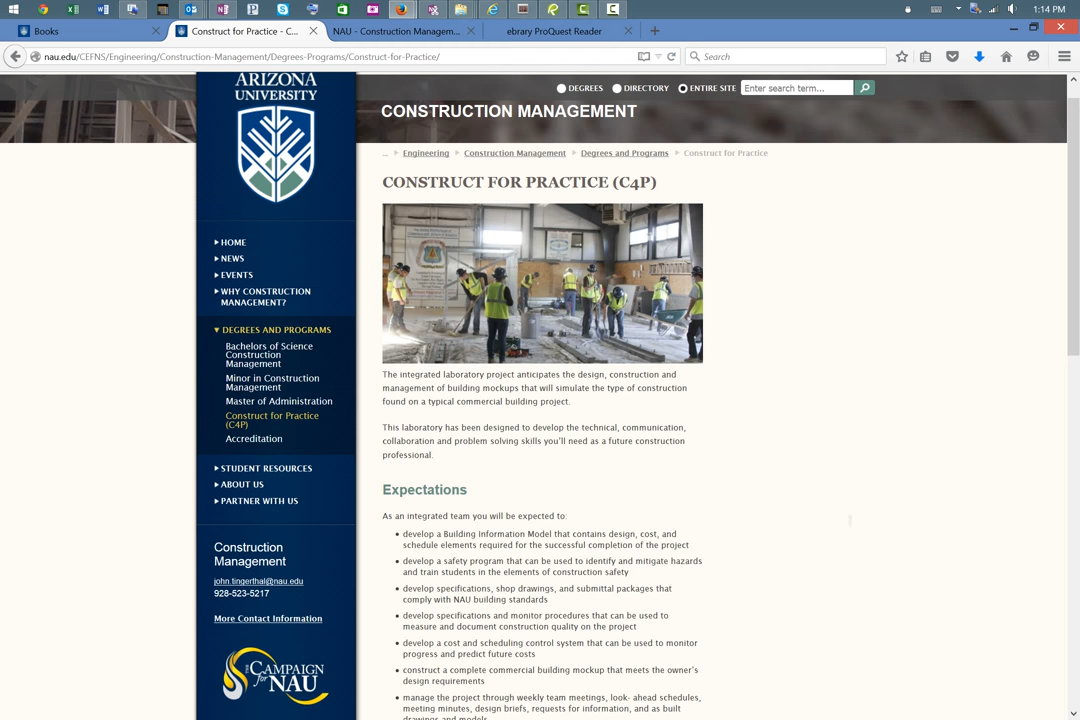 1:14 PM
Books
Construct for Practice - C...
NAU - Construction Managem...
ebrary ProQuest Reader
nau.edu/CEFNS/Engineering/Construction-Management/Degrees-Programs/Construct-for-Practice/
Search
ARIZONA
UNIVERSITY
DEGREES
DIRECTORY
ENTIRE SITE
Enter search term...
CONSTRUCTION MANAGEMENT
... Engineering Construction Management Degrees and Programs Construct for Practice
HOME
NEWS
EVENTS
WHY CONSTRUCTION
MANAGEMENT?
DEGREES AND PROGRAMS
Bachelors of Science
Construction
Management
Minor in Construction
Management
Master of Administration
Construct for Practice
(C4P)
Accreditation
STUDENT RESOURCES
ABOUT US
PARTNER WITH US
Construction
Management
john.tingerthal@nau.edu
928-523-5217
More Contact Information
THE CAMPAIGN
for NAU
CONSTRUCT FOR PRACTICE (C4P)
The integrated laboratory project anticipates the design, construction and
management of building mockups that will simulate the type of construction
found on a typical commercial building project.
This laboratory has been designed to develop the technical, communication,
collaboration and problem solving skills you'll need as a future construction
professional.
Expectations
As an integrated team you will be expected to:
• develop a Building Information Model that contains design, cost, and
schedule elements required for the successful completion of the project
• develop a safety program that can be used to identify and mitigate hazards
and train students in the elements of construction safety
• develop specifications, shop drawings, and submittal packages that
comply with NAU building standards
• develop specifications and monitor procedures that can be used to
measure and document construction quality on the project
• develop a cost and scheduling control system that can be used to monitor
progress and predict future costs
• construct a complete commercial building mockup that meets the owner's
design requirements
• manage the project through weekly team meetings, look- ahead schedules,
meeting minutes, design briefs, requests for information, and as built
drawings and models